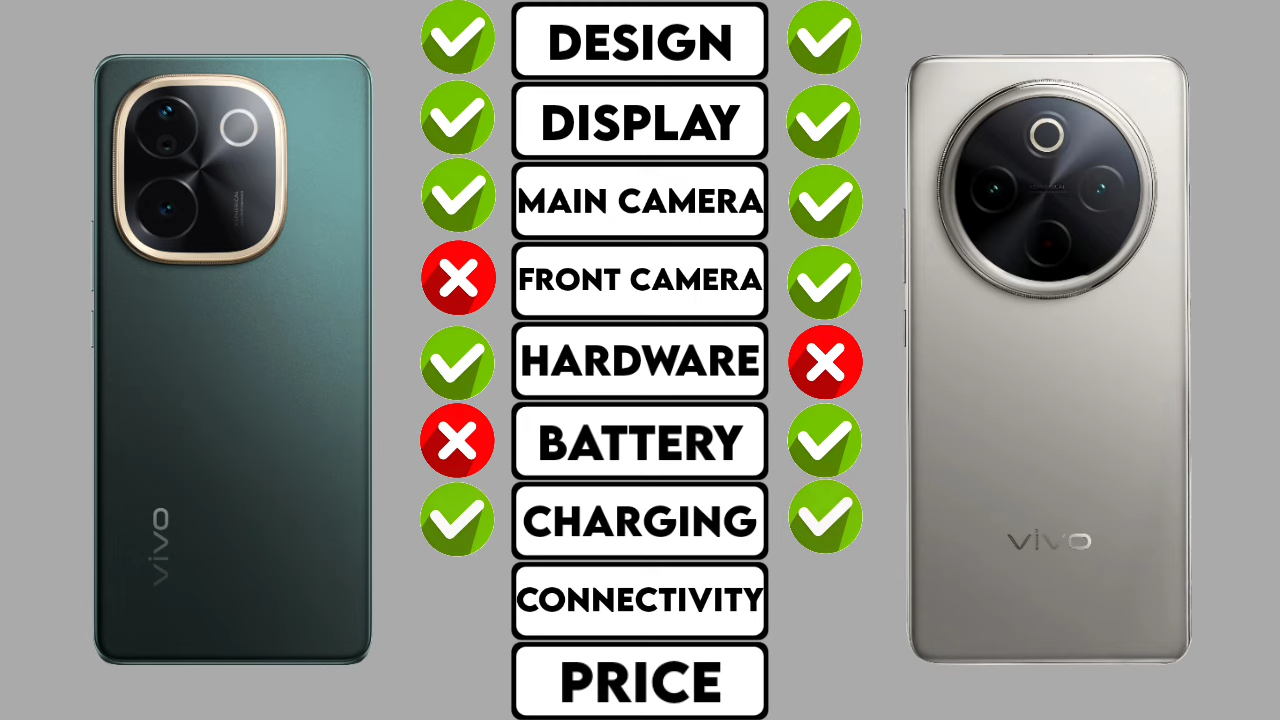 DESIGN
DISPLAY
MAIN CAMERA
FRONT CAMERA
HARDWARE
BATTERY
CHARGING
CONNECTIVITY
PRICE
vivo
vivo